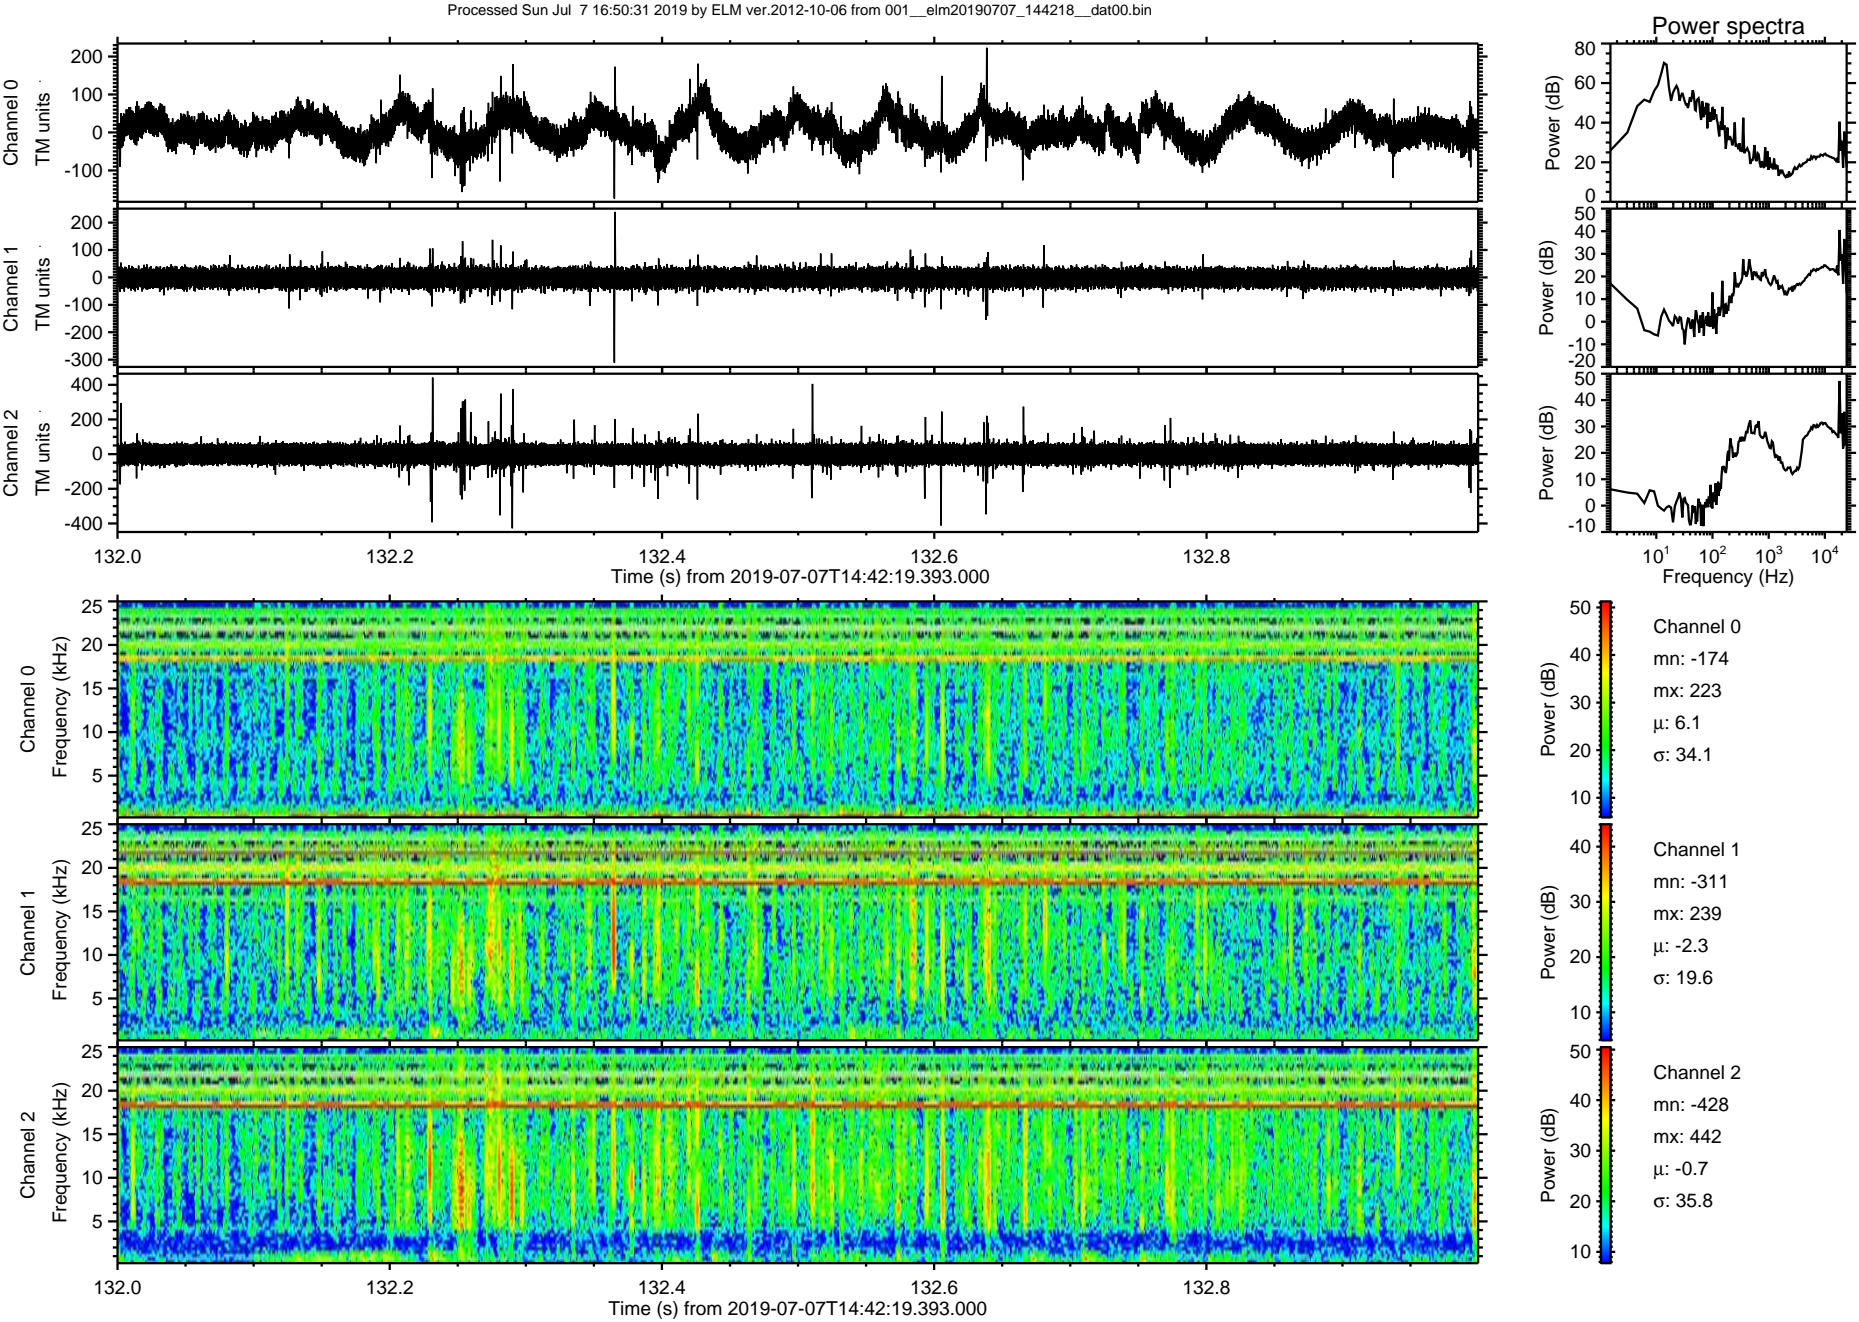 Processed Sun Jul  7 16:50:31 2019 by ELM ver.2012-10-06 from 001__elm20190707_144218__dat00.bin
Power spectra
Channel 0
TM units
200
100
0
-100
Power (dB)
80
60
40
20
0
Channel 1
TM units
200
100
0
-100
-200
-300
Power (dB)
50
40
30
20
10
0
-10
-20
Channel 2
TM units
400
200
0
-200
-400
Power (dB)
50
40
30
20
10
0
-10
132.0 132.2 132.4 132.6 132.8
Time (s) from 2019-07-07T14:42:19.393.000
10¹ 10² 10³ 10⁴
Frequency (Hz)
Channel 0
Frequency (kHz)
25
20
15
10
5
Power (dB)
50
40
30
20
10
Channel 0
mn: -174
mx: 223
μ: 6.1
σ: 34.1
Channel 1
Frequency (kHz)
25
20
15
10
5
Power (dB)
40
30
20
10
Channel 1
mn: -311
mx: 239
μ: -2.3
σ: 19.6
Channel 2
Frequency (kHz)
25
20
15
10
5
Power (dB)
50
40
30
20
10
Channel 2
mn: -428
mx: 442
μ: -0.7
σ: 35.8
132.0 132.2 132.4 132.6 132.8
Time (s) from 2019-07-07T14:42:19.393.000